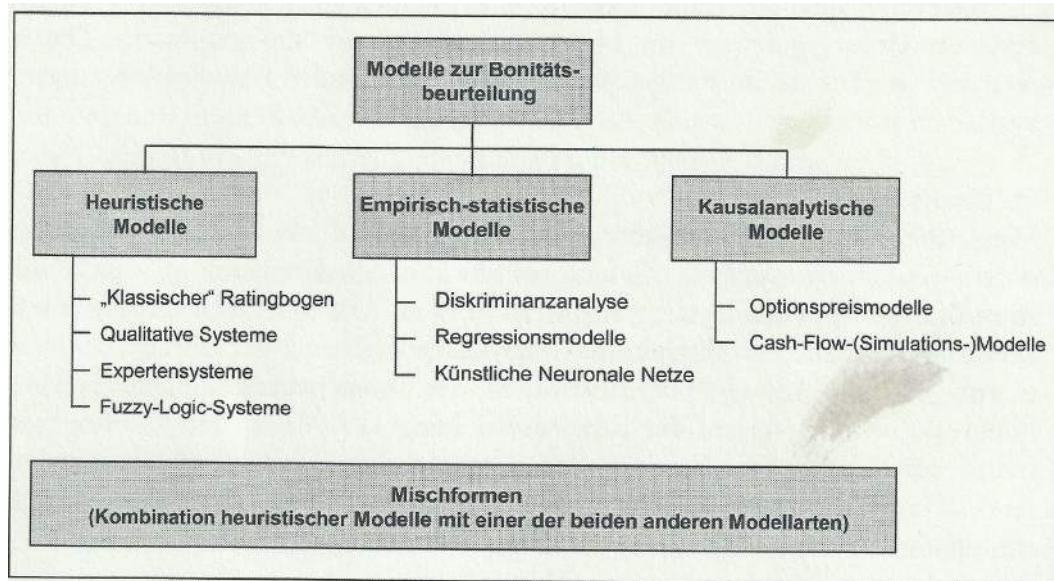 Modelle zur Bonitäts-
beurteilung
Heuristische
Modelle
Empirisch-statistische
Modelle
Kausalanalytische
Modelle
„Klassischer“ Ratingbogen
Qualitative Systeme
Expertensysteme
Fuzzy-Logic-Systeme
Diskriminanzanalyse
Regressionsmodelle
Künstliche Neuronale Netze
Optionspreismodelle
Cash-Flow-(Simulations-)Modelle
Mischformen
(Kombination heuristischer Modelle mit einer der beiden anderen Modellarten)